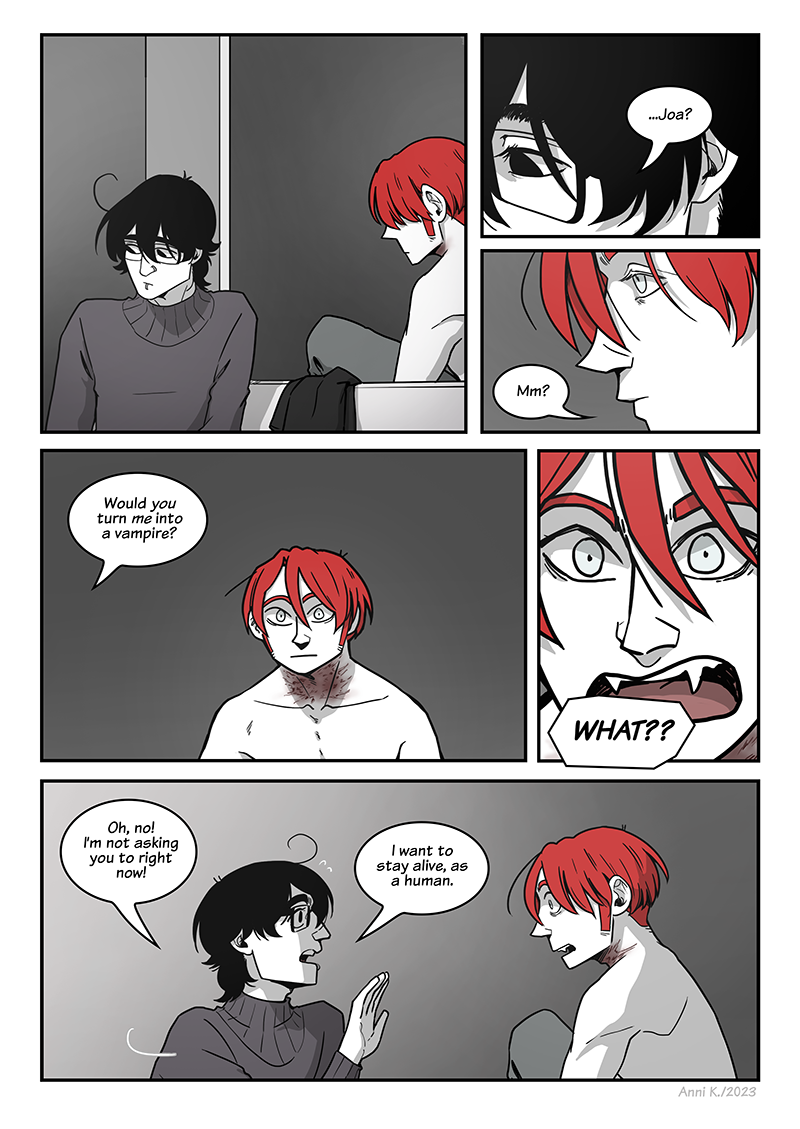 ...Joa?
Mm?
Would you
turn me into
a vampire?
WHAT??
Oh, no!
I'm not asking
you to right
now!
I want to
stay alive, as
a human.
Anni K./2023